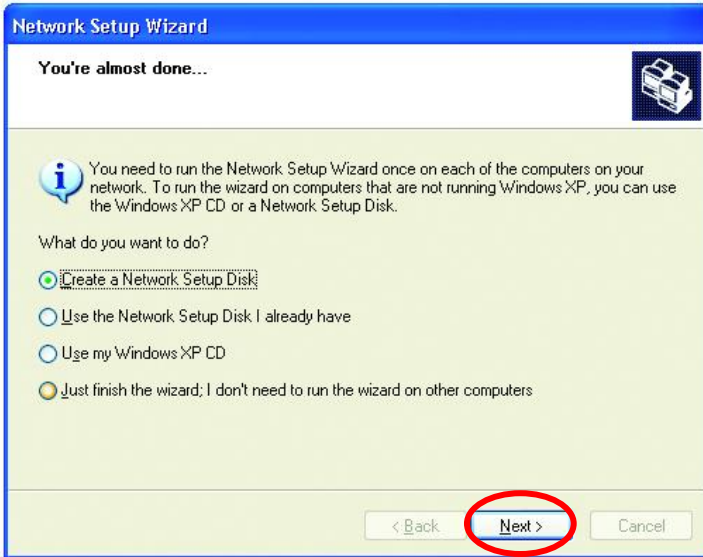 Network Setup Wizard
You're almost done...
You need to run the Network Setup Wizard once on each of the computers on your
network. To run the wizard on computers that are not running Windows XP, you can use
the Windows XP CD or a Network Setup Disk.
What do you want to do?
Create a Network Setup Disk
Use the Network Setup Disk I already have
Use my Windows XP CD
Just finish the wizard; I don't need to run the wizard on other computers
< Back Next > Cancel